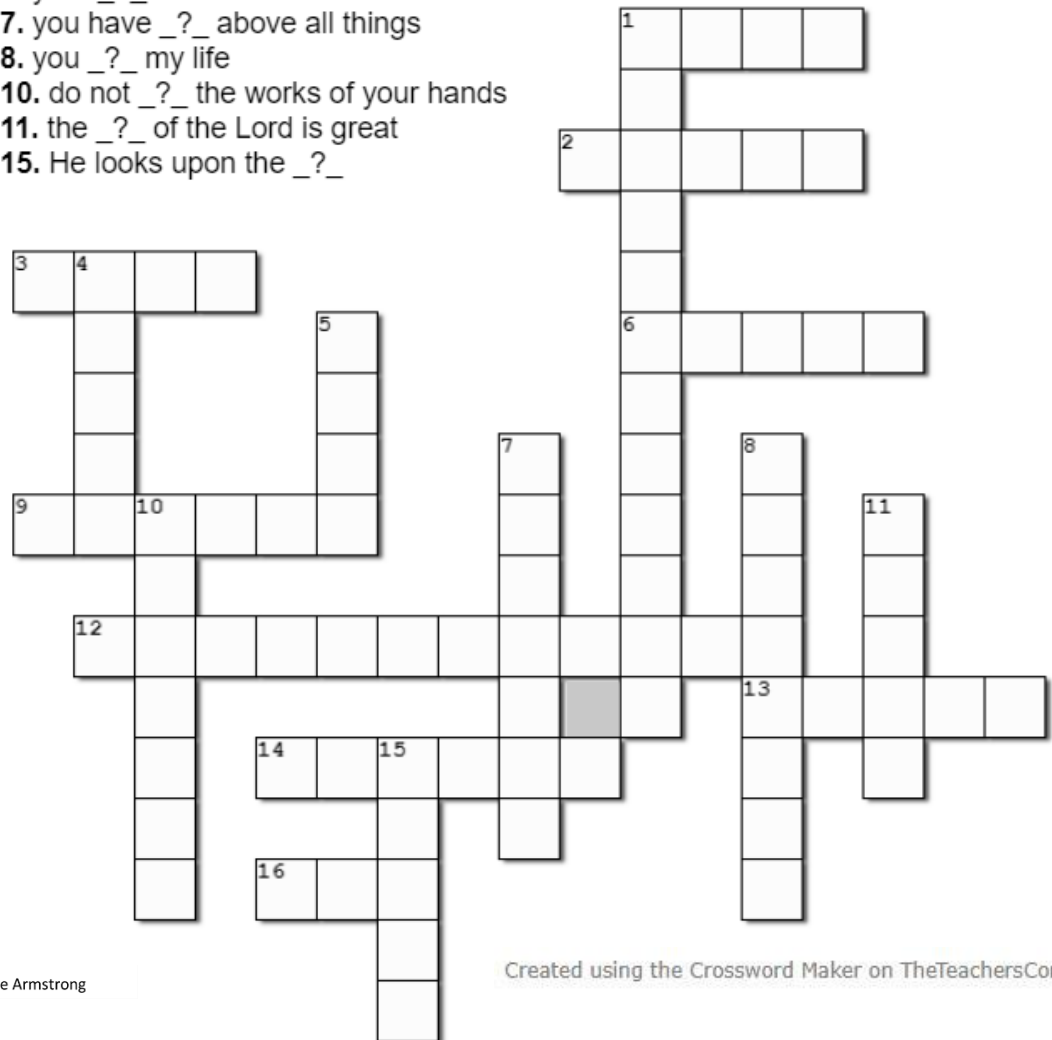 7. you have _?_ above all things
8. you _?_ my life
10. do not _?_ the works of your hands
11. the _?_ of the Lord is great
15. He looks upon the _?_
1
2
3 4
5
6
7 8
9 10 11
12
13
14 15
16
Created using the Crossword Maker on
e Armstrong